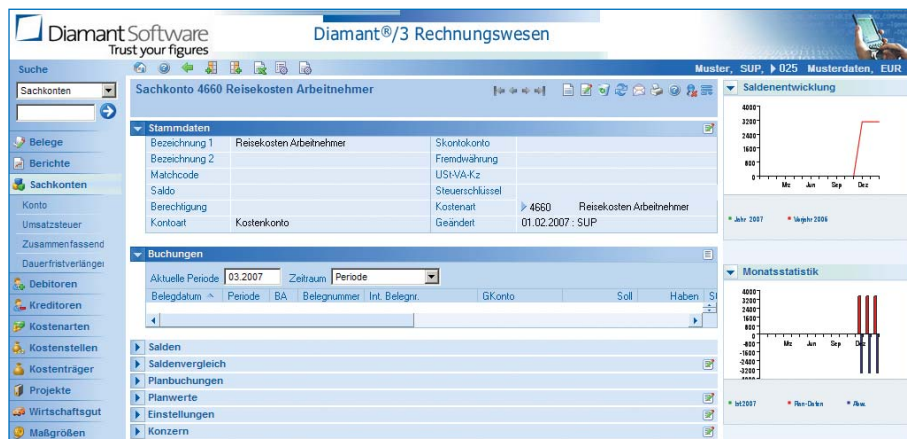 Diamant Software
Trust your figures
Diamant®/3 Rechnungswesen
Suche
Muster, SUP, 025 Musterdaten, EUR
Sachkonten
Belege
Berichte
Sachkonten
Konto
Umsatzsteuer
Zusammenfassend
Dauerfristverlänger
Debitoren
Kreditoren
Kostenarten
Kostenstellen
Kostenträger
Projekte
Wirtschaftsgut
Maßgrößen
Sachkonto 4660 Reisekosten Arbeitnehmer
Stammdaten
Bezeichnung 1 Reisekosten Arbeitnehmer Skontokonto
Bezeichnung 2 Fremdwährung
Matchcode USt-VA-Kz
Saldo Steuerschlüssel
Berechtigung Kostenart 4660 Reisekosten Arbeitnehmer
Kontoart Kostenkonto Geändert 01.02.2007 : SUP
Buchungen
Aktuelle Periode 03.2007 Zeitraum Periode
Belegdatum Periode BA Belegnummer Int. Belegnr. GKonto Soll Haben
Salden
Saldenvergleich
Planbuchungen
Planwerte
Einstellungen
Konzern
Saldenentwicklung
4000
3200
2400
1600
800
0
Mz Jun Sep Dez
Jahr 2007 Vorjahr 2006
Monatsstatistik
4000
3200
2400
1600
800
0
-800
-1600
-2400
-3200
Mz Jun Sep Dez
Ist2007 Plan-Daten Abw.